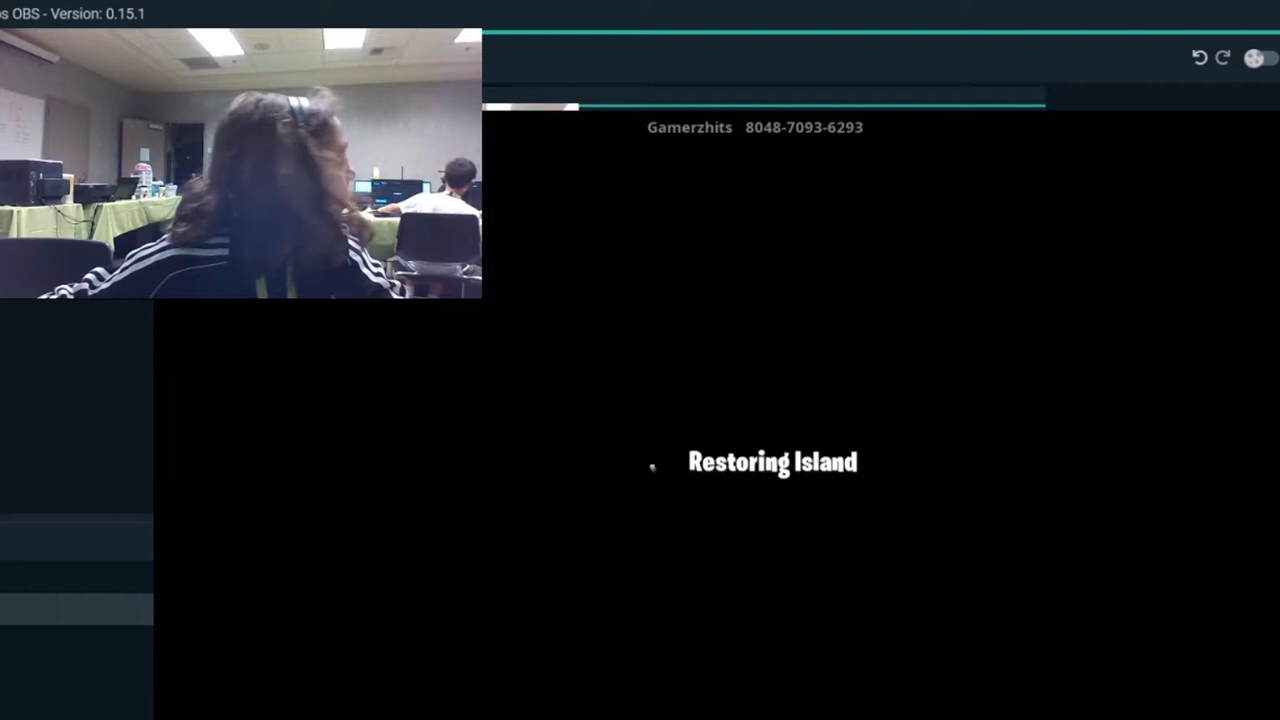 s OBS - Version: 0.15.1
Gamerzhits 8048-7093-6293
Restoring Island